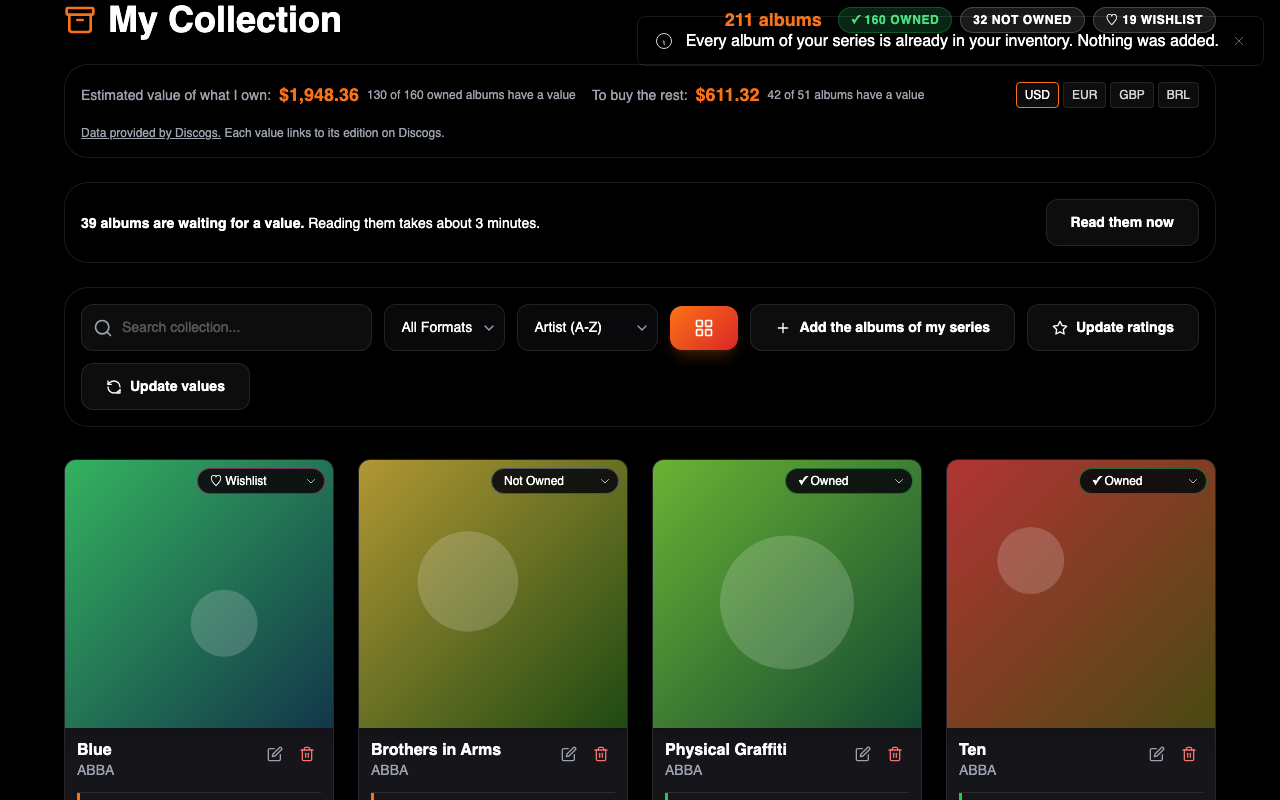 My Collection
211 albums ✓ 160 OWNED 32 NOT OWNED ♡ 19 WISHLIST
Every album of your series is already in your inventory. Nothing was added.
Estimated value of what I own: $1,948.36 130 of 160 owned albums have a value To buy the rest: $611.32 42 of 51 albums have a value
USD EUR GBP BRL
Data provided by Discogs. Each value links to its edition on Discogs.
39 albums are waiting for a value. Reading them takes about 3 minutes.
Read them now
Search collection...
All Formats
Artist (A-Z)
Add the albums of my series
Update ratings
Update values
♡ Wishlist
Not Owned
✓ Owned
✓ Owned
Blue
ABBA
Brothers in Arms
ABBA
Physical Graffiti
ABBA
Ten
ABBA